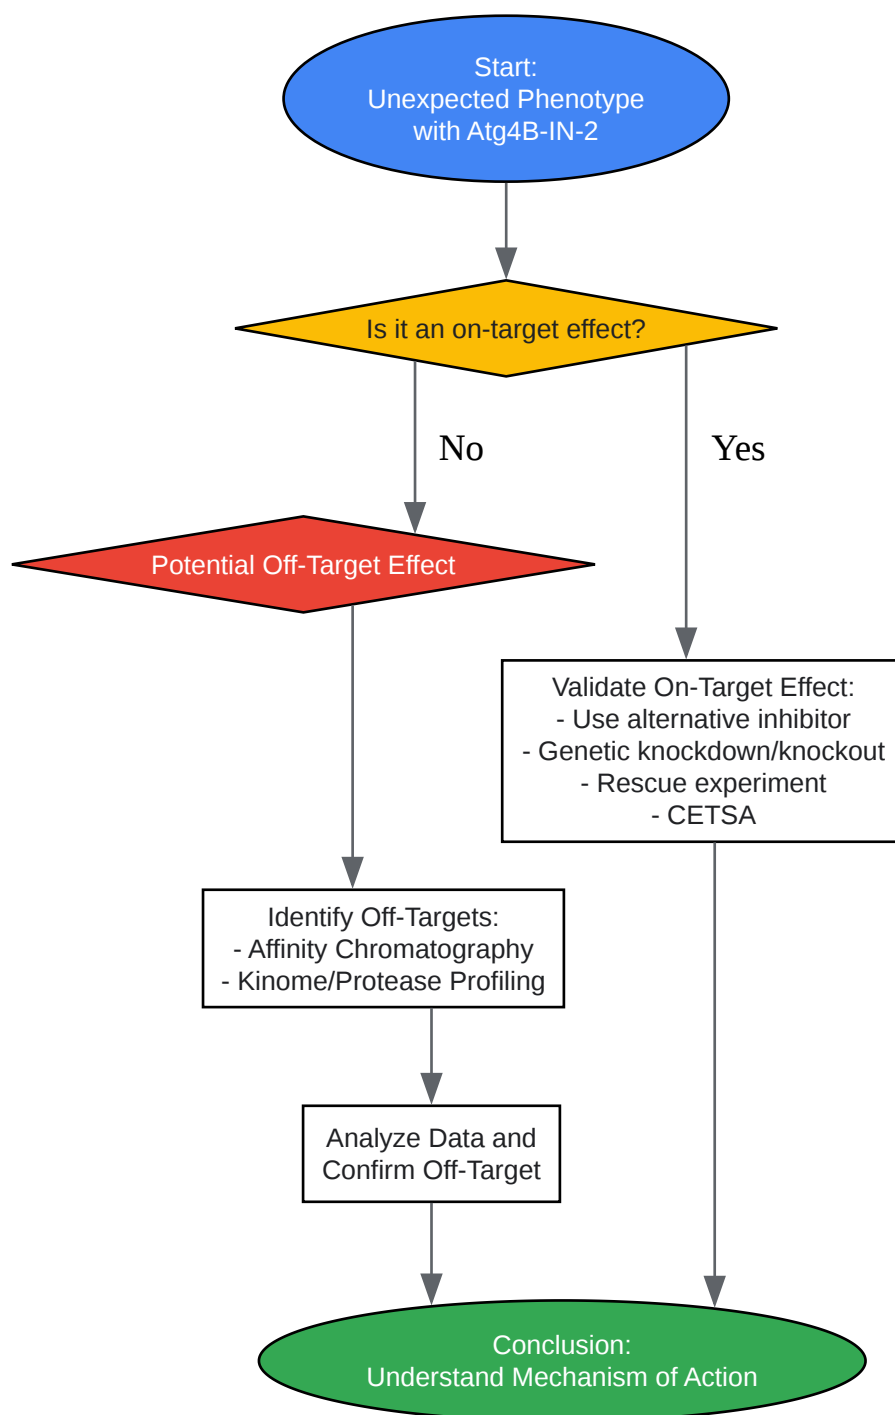 Start:
Unexpected Phenotype
with Atg4B-IN-2
Is it an on-target effect?
No
Yes
Potential Off-Target Effect
Validate On-Target Effect:
- Use alternative inhibitor
- Genetic knockdown/knockout
- Rescue experiment
- CETSA
Identify Off-Targets:
- Affinity Chromatography
- Kinome/Protease Profiling
Analyze Data and
Confirm Off-Target
Conclusion:
Understand Mechanism of Action